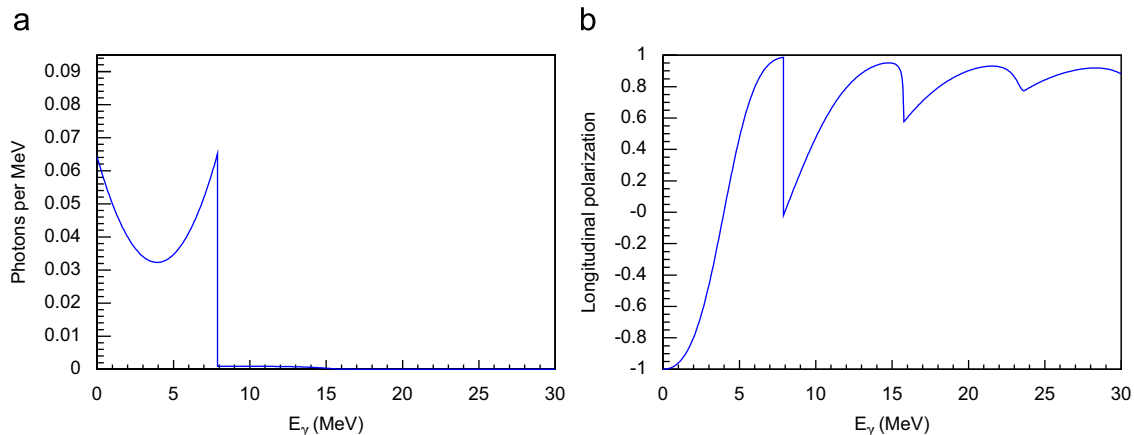 a
Photons per MeV
0.09
0.08
0.07
0.06
0.05
0.04
0.03
0.02
0.01
0
0 5 10 15 20 25 30
Eγ (MeV)
b
Longitudinal polarization
1
0.8
0.6
0.4
0.2
-0
-0.2
-0.4
-0.6
-0.8
-1
0 5 10 15 20 25 30
Eγ (MeV)